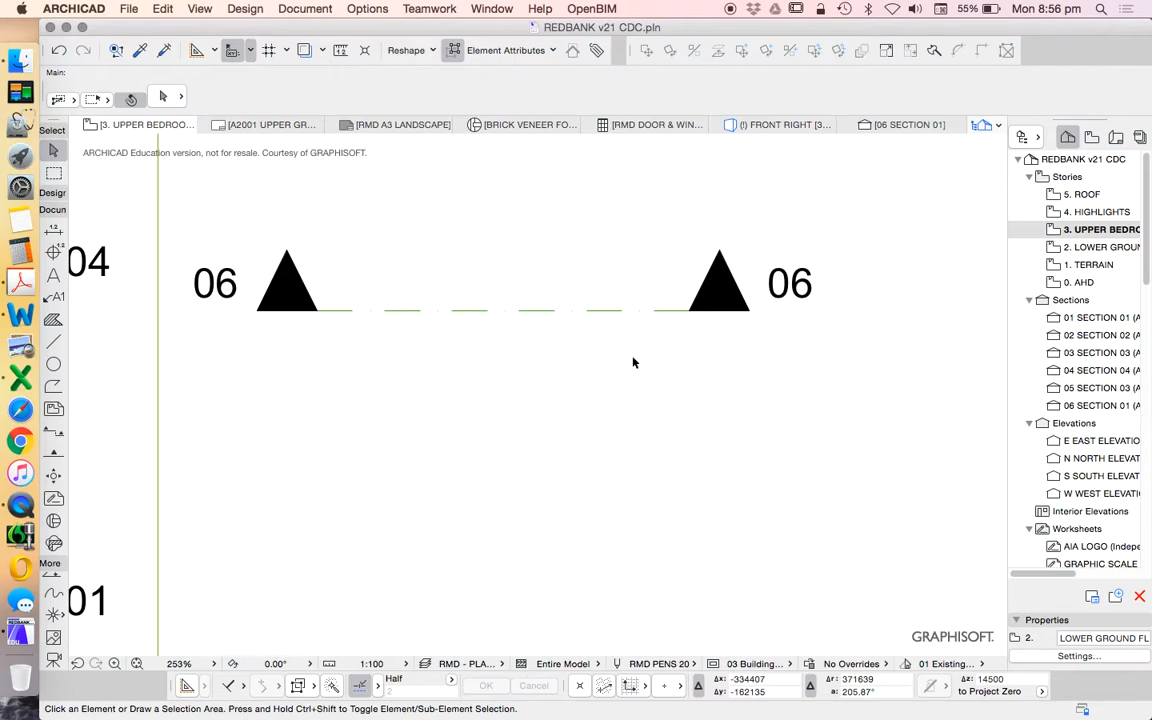 ARCHICAD File Edit View Design Document Options Teamwork Window Help OpenBIM 55% Mon 8:56 pm
REDBANK v21 CDC.pln
Reshape Element Attributes
Main:
[3. UPPER BEDROO... [A2001 UPPER GR... [RMD A3 LANDSCAPE] [BRICK VENEER FO... [RMD DOOR & WIN... (!) FRONT RIGHT [3... [06 SECTION 01]
Select
ARCHICAD Education version, not for resale. Courtesy of GRAPHISOFT.
Desigr
Docun
More
04
06
06
01
GRAPHISOFT.
REDBANK v21 CDC
Stories
5. ROOF
4. HIGHLIGHTS
3. UPPER BEDRC
2. LOWER GROUN
1. TERRAIN
0. AHD
Sections
01 SECTION 01 (A
02 SECTION 02 (A
03 SECTION 03 (A
04 SECTION 04 (A
05 SECTION 03 (A
06 SECTION 01 (A
Elevations
E EAST ELEVATIO
N NORTH ELEVATI
S SOUTH ELEVAT
W WEST ELEVATI
Interior Elevations
Worksheets
AIA LOGO (Indepe
GRAPHIC SCALE
Properties
2. LOWER GROUND FL
Settings...
253% 0.00° 1:100 RMD - PLA... Entire Model RMD PENS 20 03 Building... No Overrides 01 Existing...
Half
2
OK Cancel
Δx: -334407
Δy: -162135
Δr: 371639
a: 205.87°
Δz: 14500
to Project Zero
Click an Element or Draw a Selection Area. Press and Hold Ctrl+Shift to Toggle Element/Sub-Element Selection.